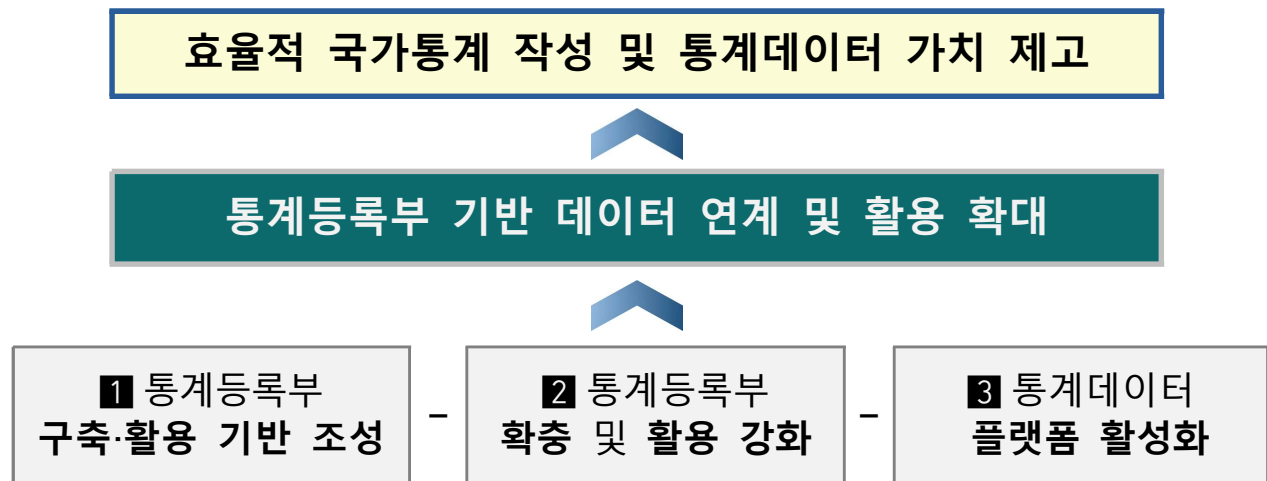 효율적 국가통계 작성 및 통계데이터 가치 제고
통계등록부 기반 데이터 연계 및 활용 확대
1 통계등록부
구축·활용 기반 조성
-
2 통계등록부
확충 및 활용 강화
-
3 통계데이터
플랫폼 활성화